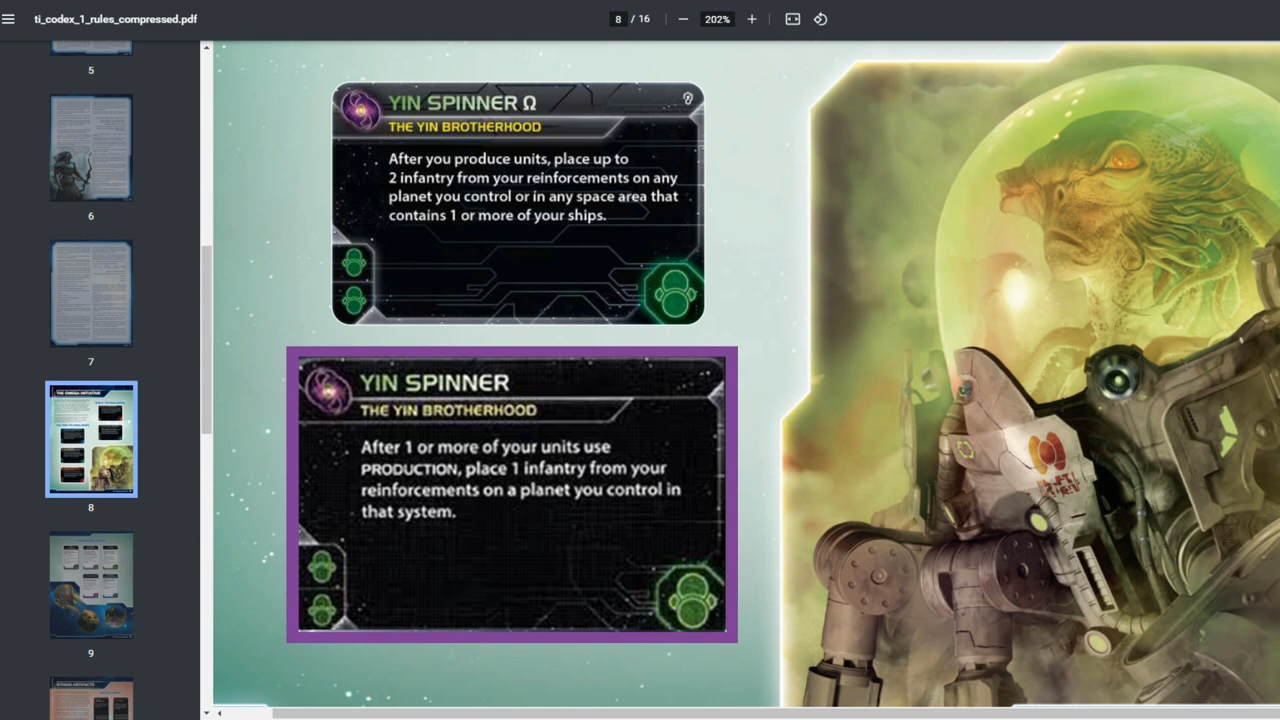 ti_codex_1_rules_compressed.pdf
8 / 16
202%
5
6
7
8
9
YIN SPINNER Ω
THE YIN BROTHERHOOD
After you produce units, place up to
2 infantry from your reinforcements on any
planet you control or in any space area that
contains 1 or more of your ships.
YIN SPINNER
THE YIN BROTHERHOOD
After 1 or more of your units use
PRODUCTION, place 1 infantry from your
reinforcements on a planet you control in
that system.